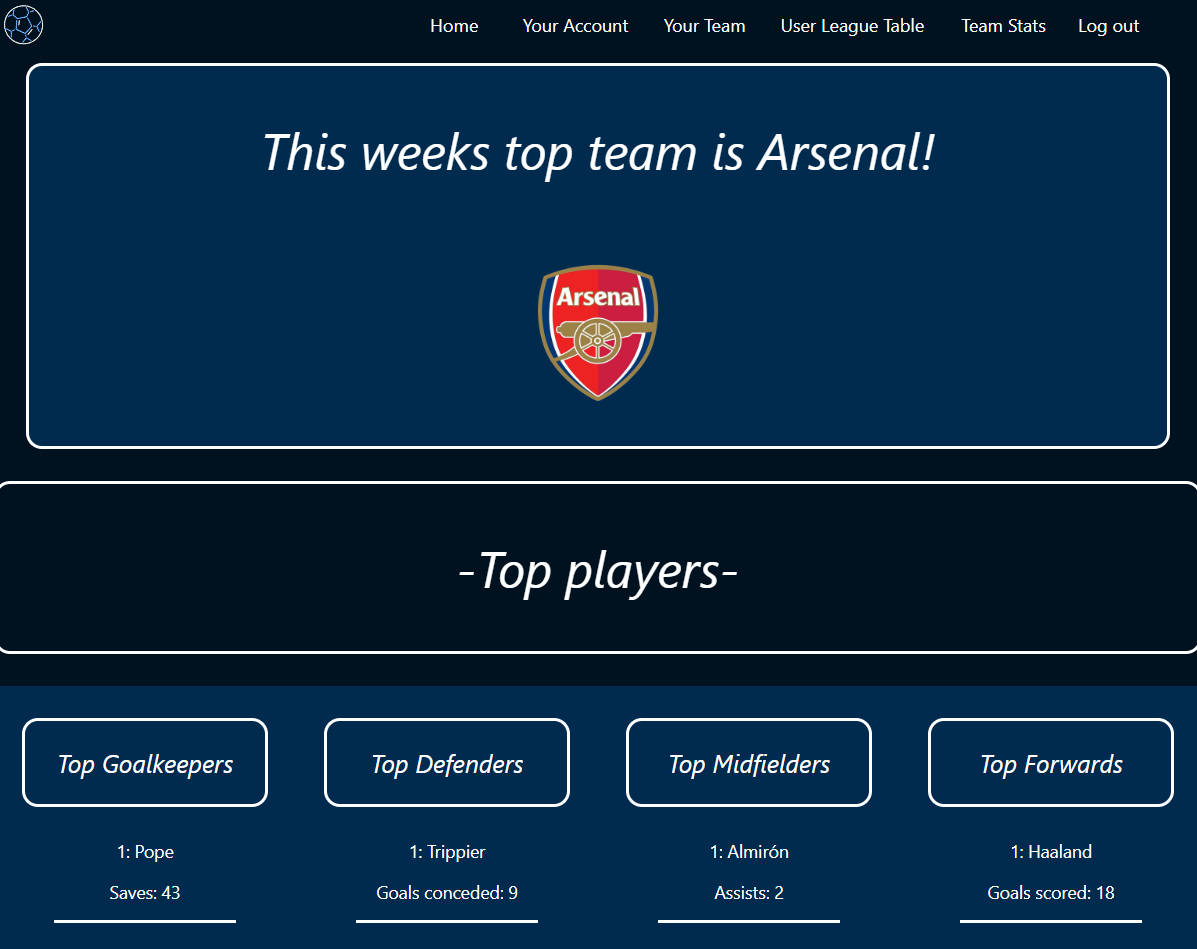 Home Your Account Your Team User League Table Team Stats Log out
This weeks top team is Arsenal!
Arsenal
-Top players-
Top Goalkeepers Top Defenders Top Midfielders Top Forwards
1: Pope 1: Trippier 1: Almirón 1: Haaland
Saves: 43 Goals conceded: 9 Assists: 2 Goals scored: 18